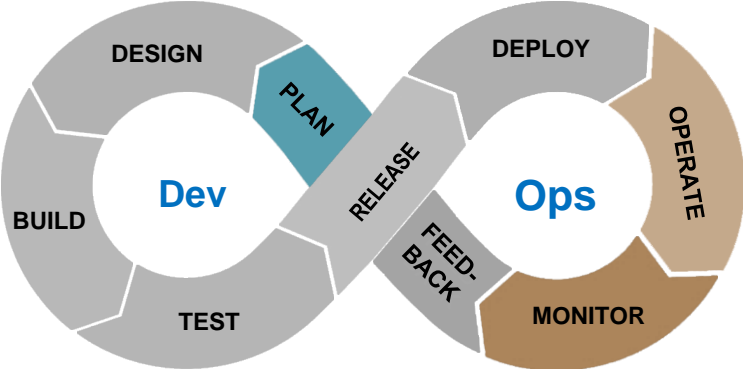 DESIGN
PLAN
DEPLOY
OPERATE
RELEASE
Dev
Ops
BUILD
FEED-
BACK
TEST
MONITOR